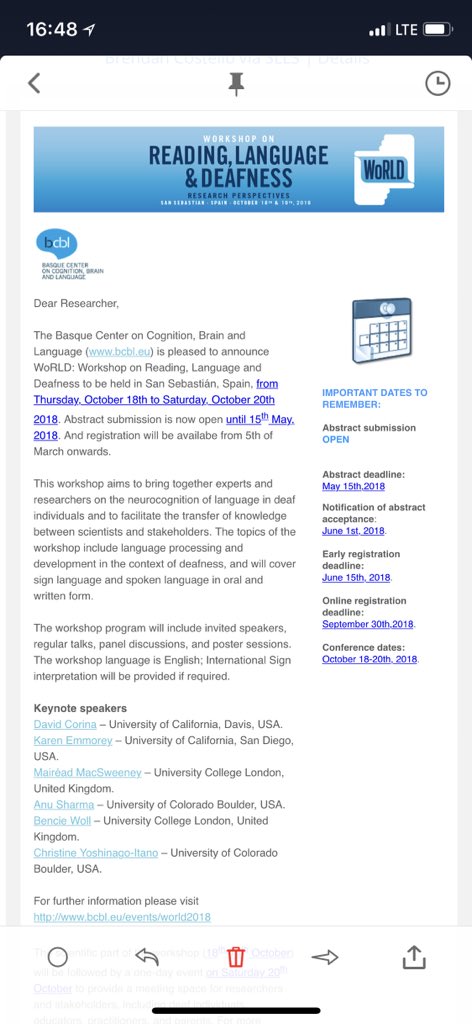 16:48
LTE
Brendan Costello via SLLS | Details
WORKSHOP ON
READING, LANGUAGE
& DEAFNESS
RESEARCH PERSPECTIVES
SAN SEBASTIAN · SPAIN · OCTOBER 18TH & 19TH, 2018
WoRLD
bcbl
BASQUE CENTER
ON COGNITION, BRAIN
AND LANGUAGE
Dear Researcher,
The Basque Center on Cognition, Brain and
Language (www.bcbl.eu) is pleased to announce
WoRLD: Workshop on Reading, Language and
Deafness to be held in San Sebastián, Spain, from
Thursday, October 18th to Saturday, October 20th
2018. Abstract submission is now open until 15th May,
2018. And registration will be availabe from 5th of
March onwards.
This workshop aims to bring together experts and
researchers on the neurocognition of language in deaf
individuals and to facilitate the transfer of knowledge
between scientists and stakeholders. The topics of the
workshop include language processing and
development in the context of deafness, and will cover
sign language and spoken language in oral and
written form.
The workshop program will include invited speakers,
regular talks, panel discussions, and poster sessions.
The workshop language is English; International Sign
interpretation will be provided if required.
Keynote speakers
David Corina – University of California, Davis, USA.
Karen Emmorey – University of California, San Diego,
USA.
Mairéad MacSweeney – University College London,
United Kingdom.
Anu Sharma – University of Colorado Boulder, USA.
Bencie Woll – University College London, United
Kingdom.
Christine Yoshinago-Itano – University of Colorado
Boulder, USA.
For further information please visit
http://www.bcbl.eu/events/world2018
The scientific part of the workshop (18th October)
will be followed by a one-day event on Saturday 20th
October to provide a meeting space for researchers
and stakeholders, including deaf individuals,
educators, practitioners, and parents. For more
IMPORTANT DATES TO
REMEMBER:
Abstract submission
OPEN
Abstract deadline:
May 15th,2018
Notification of abstract
acceptance:
June 1st, 2018.
Early registration
deadline:
June 15th, 2018.
Online registration
deadline:
September 30th,2018.
Conference dates:
October 18-20th, 2018.